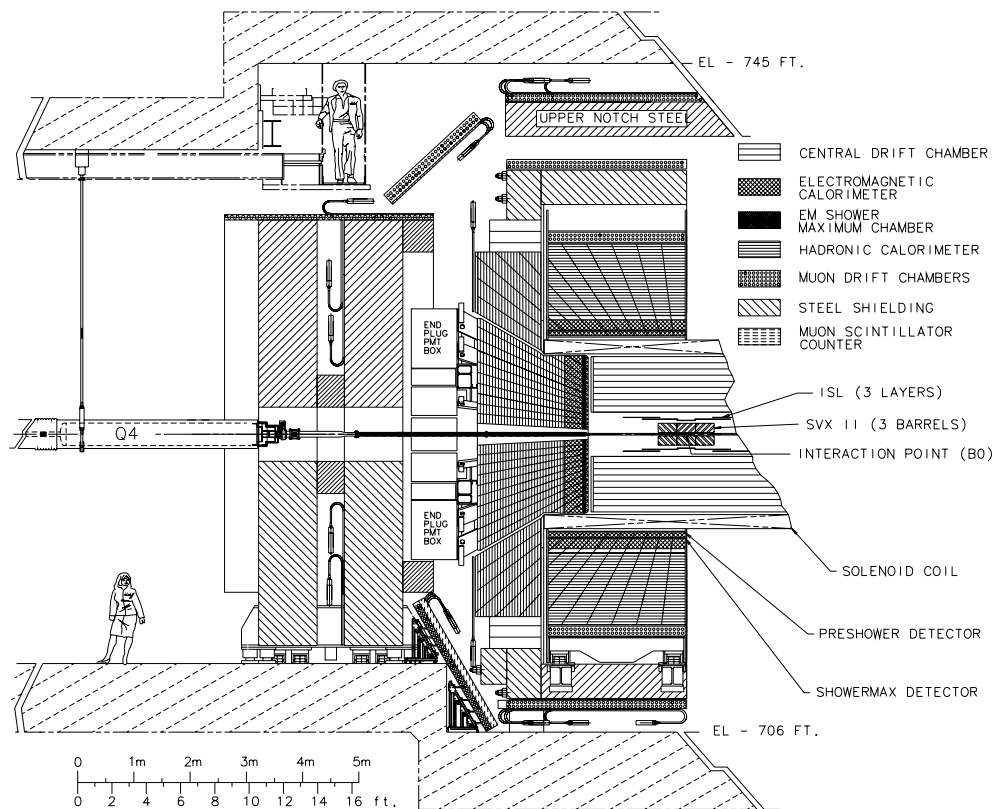 EL - 745 FT.
UPPER NOTCH STEEL
CENTRAL DRIFT CHAMBER
ELECTROMAGNETIC
CALORIMETER
EM SHOWER
MAXIMUM CHAMBER
HADRONIC CALORIMETER
MUON DRIFT CHAMBERS
STEEL SHIELDING
MUON SCINTILLATOR
COUNTER
END
PLUG
PMT
BOX
ISL (3 LAYERS)
Q4
SVX II (3 BARRELS)
INTERACTION POINT (B0)
END
PLUG
PMT
BOX
SOLENOID COIL
PRESHOWER DETECTOR
SHOWERMAX DETECTOR
EL - 706 FT.
0 1m 2m 3m 4m 5m
0 2 4 6 8 10 12 14 16 ft.